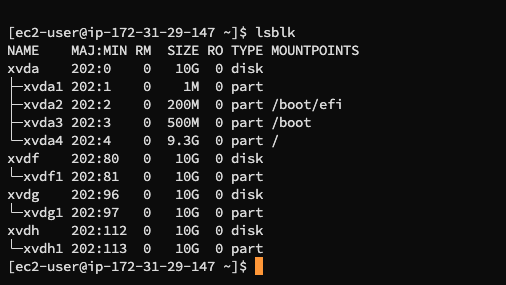 [ec2-user@ip-172-31-29-147 ~]$ lsblk
NAME    MAJ:MIN RM  SIZE RO TYPE MOUNTPOINTS
xvda    202:0    0   10G  0 disk
├─xvda1 202:1    0    1M  0 part
├─xvda2 202:2    0  200M  0 part /boot/efi
├─xvda3 202:3    0  500M  0 part /boot
└─xvda4 202:4    0  9.3G  0 part /
xvdf    202:80   0   10G  0 disk
└─xvdf1 202:81   0   10G  0 part
xvdg    202:96   0   10G  0 disk
└─xvdg1 202:97   0   10G  0 part
xvdh    202:112  0   10G  0 disk
└─xvdh1 202:113  0   10G  0 part
[ec2-user@ip-172-31-29-147 ~]$